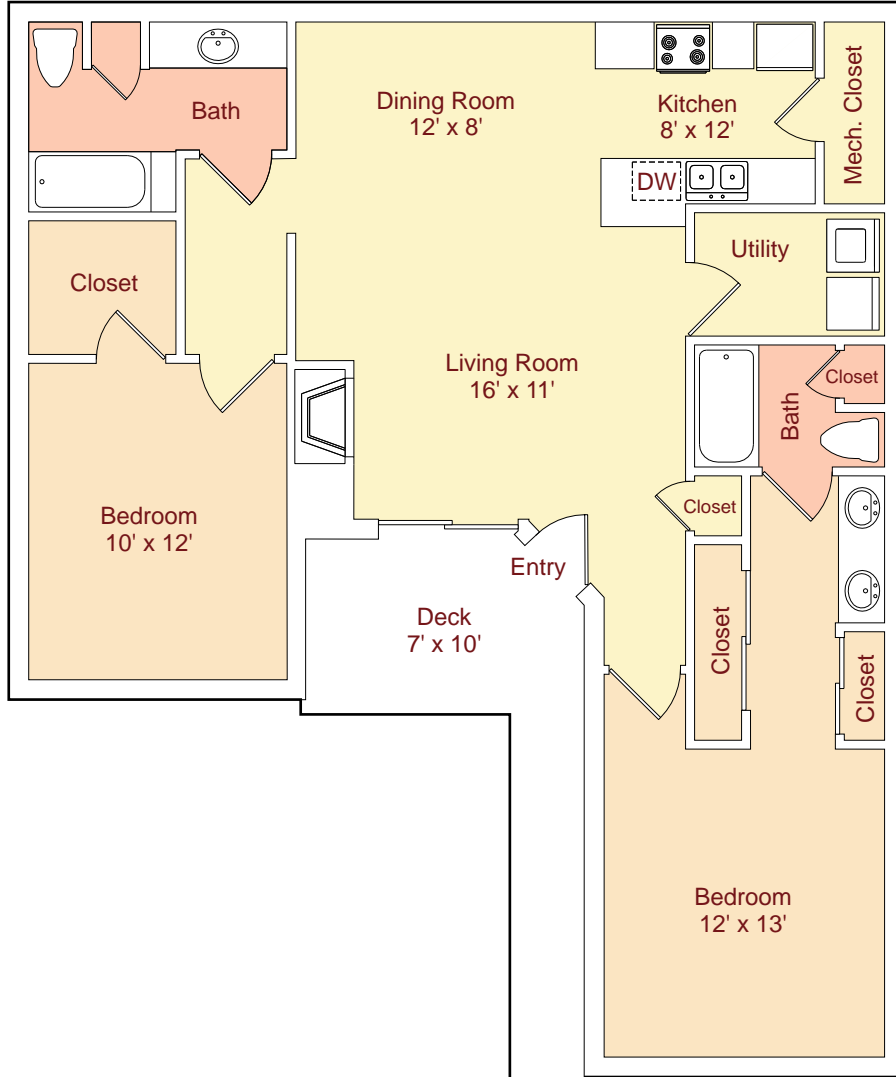 Bath
Dining Room
12' x 8'
Kitchen
8' x 12'
Mech. Closet
DW
Closet
Utility
Living Room
16' x 11'
Bath
Closet
Closet
Bedroom
10' x 12'
Entry
Deck
7' x 10'
Closet
Closet
Bedroom
12' x 13'